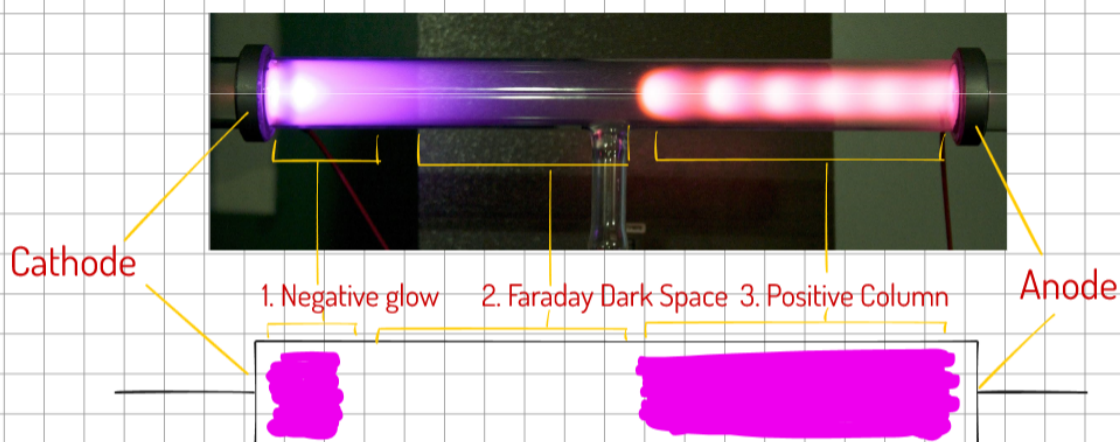 Cathode
1. Negative glow
2. Faraday Dark Space
3. Positive Column
Anode